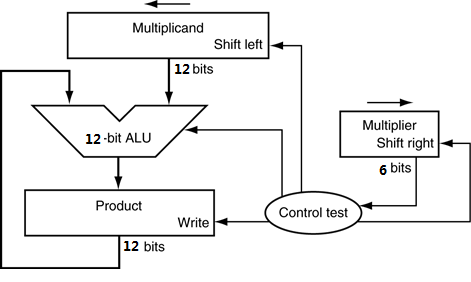 Multiplicand
Shift left
12 bits
12-bit ALU
Multiplier
Shift right
6 bits
Product
Write
Control test
12 bits